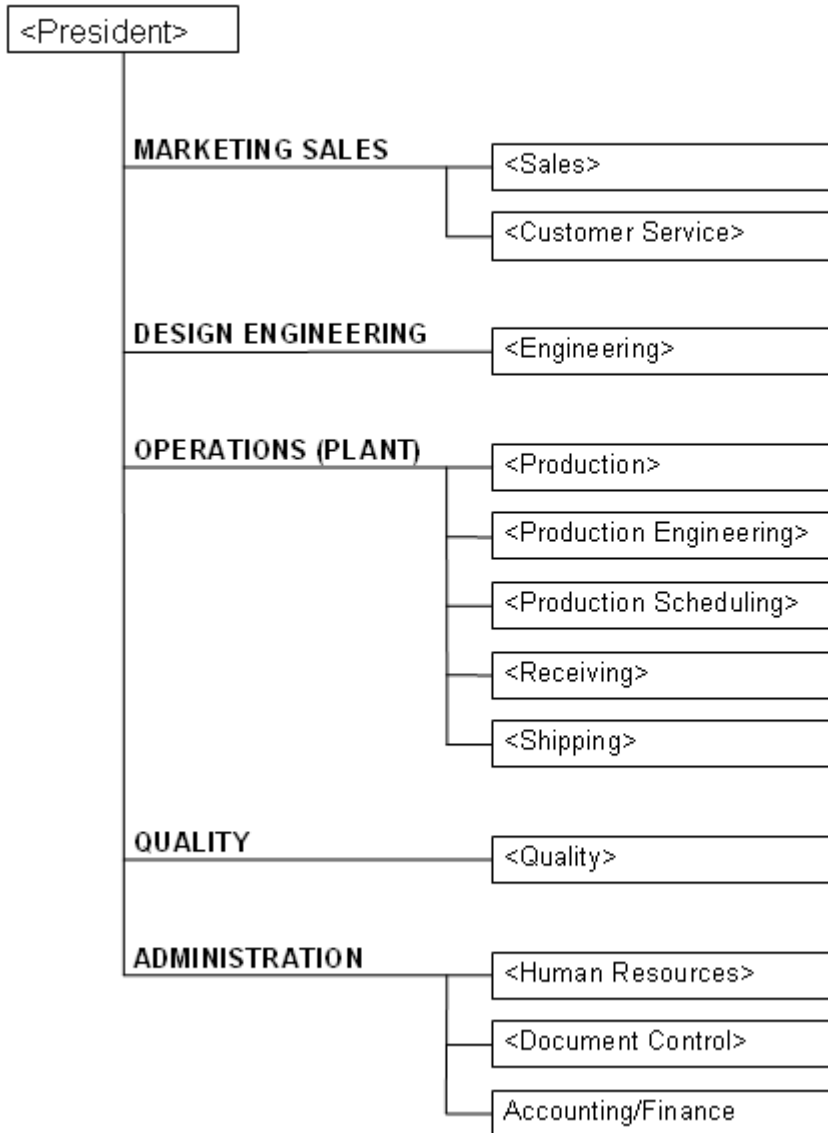 <President>
MARKETING SALES
<Sales>
<Customer Service>
DESIGN ENGINEERING
<Engineering>
OPERATIONS (PLANT)
<Production>
<Production Engineering>
<Production Scheduling>
<Receiving>
<Shipping>
QUALITY
<Quality>
ADMINISTRATION
<Human Resources>
<Document Control>
Accounting/Finance